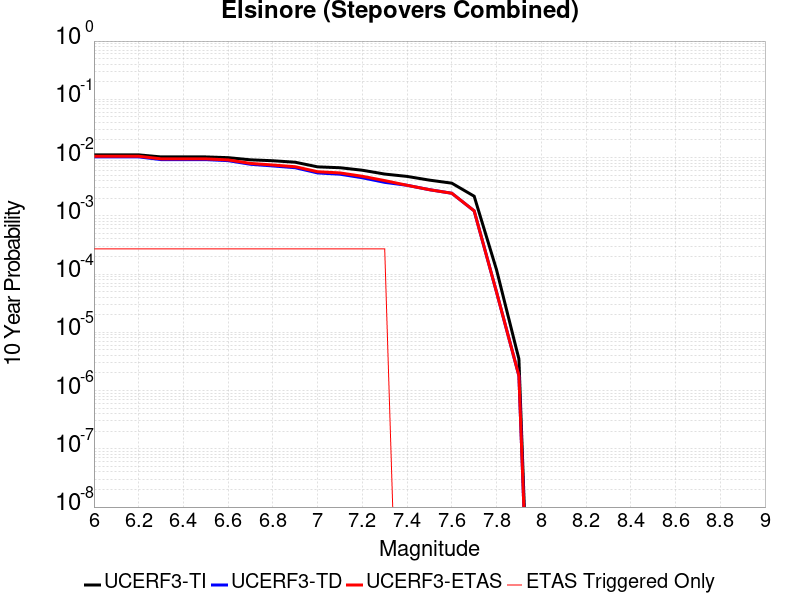 Elsinore (Stepovers Combined)
10^0
10^-1
10^-2
10^-3
10^-4
10^-5
10^-6
10^-7
10^-8
10 Year Probability
6 6.2 6.4 6.6 6.8 7 7.2 7.4 7.6 7.8 8 8.2 8.4 8.6 8.8 9
Magnitude
UCERF3-TI UCERF3-TD UCERF3-ETAS ETAS Triggered Only